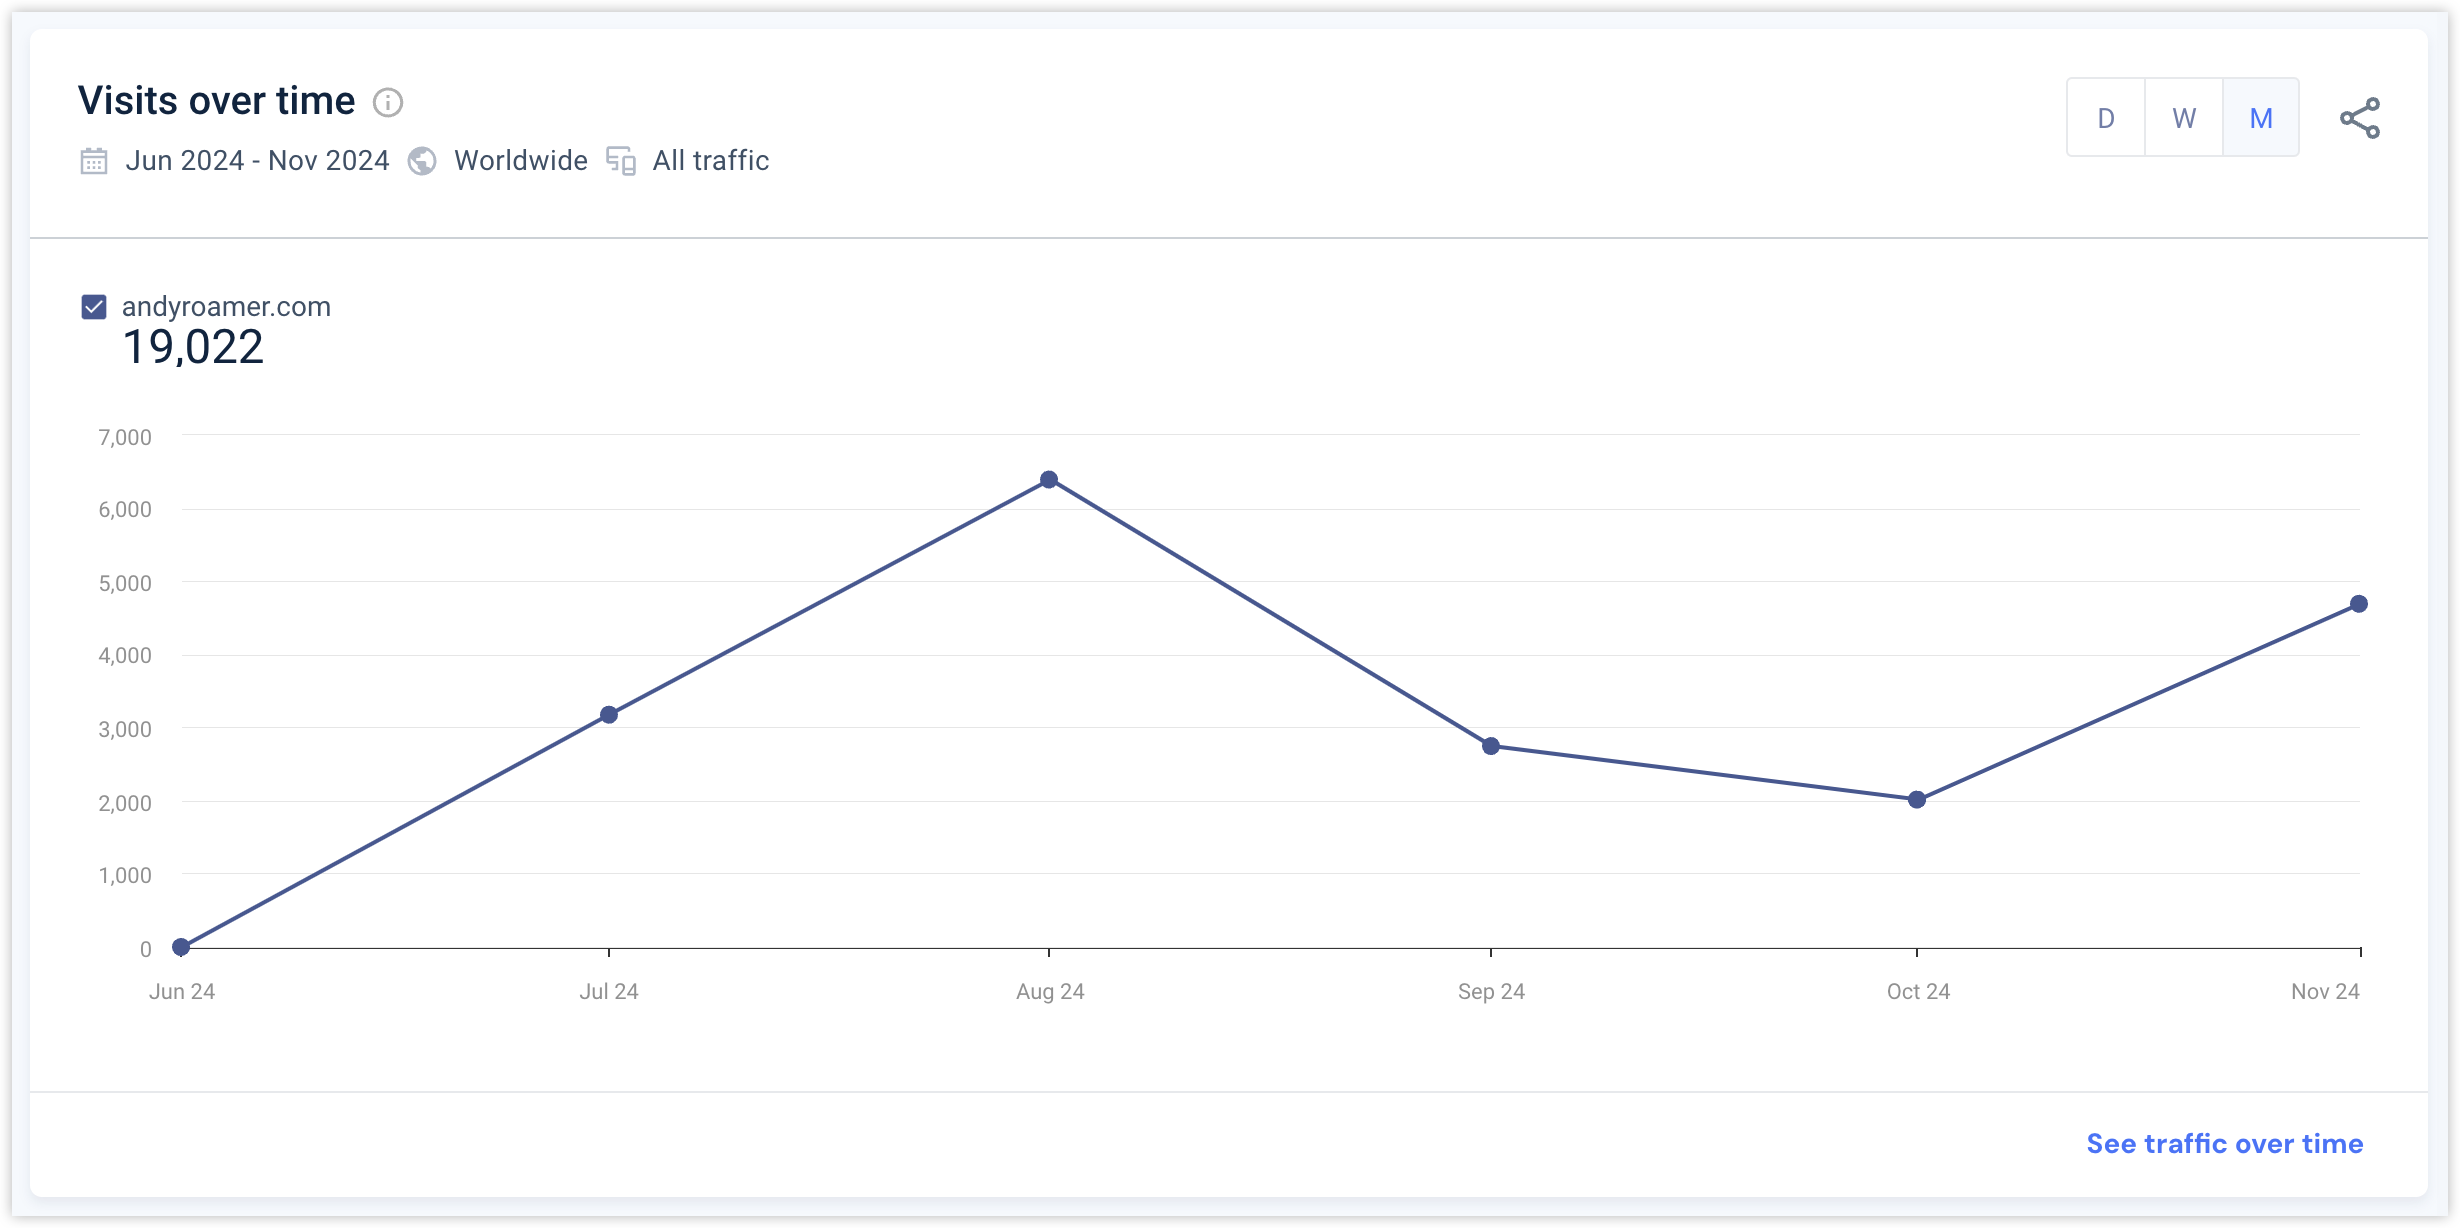 Visits over time
D W M
Jun 2024 - Nov 2024 Worldwide All traffic
andyroamer.com
19,022
7,000
6,000
5,000
4,000
3,000
2,000
1,000
0
Jun 24 Jul 24 Aug 24 Sep 24 Oct 24 Nov 24
See traffic over time